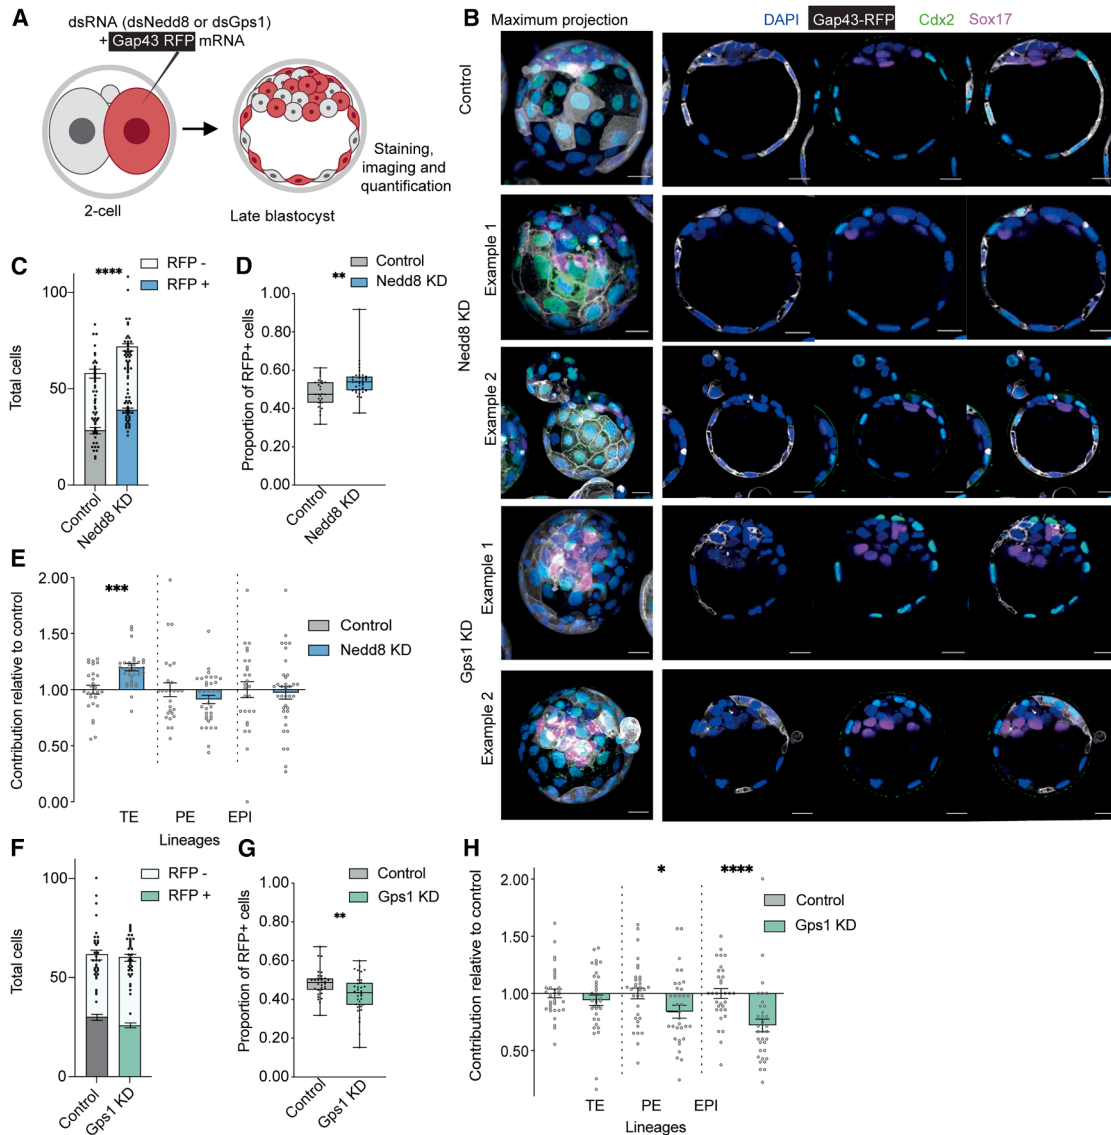 A
dsRNA (dsNedd8 or dsGps1)
+ Gap43 RFP mRNA
2-cell
Late blastocyst
Staining,
imaging and
quantification
B
Maximum projection
DAPI Gap43-RFP Cdx2 Sox17
Control
Nedd8 KD
Example 1
Example 2
Gps1 KD
Example 1
Example 2
C
RFP -
RFP +
****
Total cells
100
50
0
Control
Nedd8 KD
D
Control
Nedd8 KD
**
Proportion of RFP+ cells
1.00
0.80
0.60
0.40
0.20
0.00
Control
Nedd8 KD
E
***
Control
Nedd8 KD
Contribution relative to control
2.00
1.50
1.00
0.50
0.00
TE PE EPI
Lineages
F
RFP -
RFP +
Total cells
100
50
0
Control
Gps1 KD
G
Control
Gps1 KD
**
Proportion of RFP+ cells
1.00
0.80
0.60
0.40
0.20
0.00
Control
Gps1 KD
H
* ****
Control
Gps1 KD
Contribution relative to control
2.00
1.50
1.00
0.50
TE PE EPI
Lineages